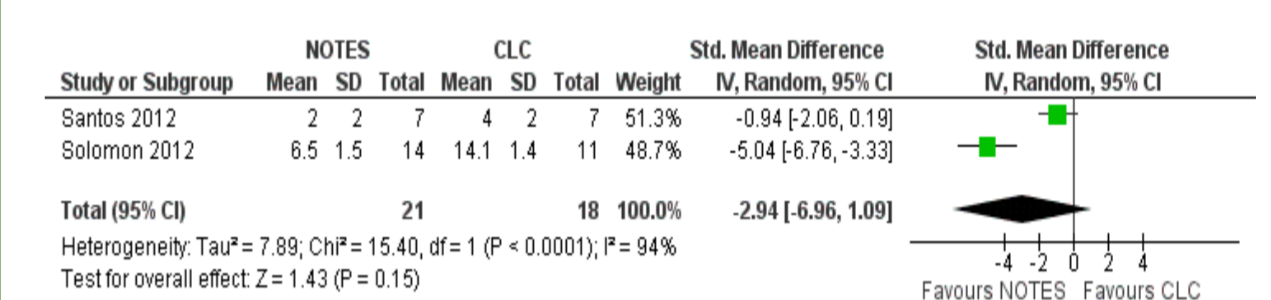 NOTES CLC Std. Mean Difference Std. Mean Difference
Study or Subgroup Mean SD Total Mean SD Total Weight IV, Random, 95% CI IV, Random, 95% CI
Santos 2012 2 2 7 4 2 7 51.3% -0.94 [-2.06, 0.19]
Solomon 2012 6.5 1.5 14 14.1 1.4 11 48.7% -5.04 [-6.76, -3.33]
Total (95% CI) 21 18 100.0% -2.94 [-6.96, 1.09]
Heterogeneity: Tau² = 7.89; Chi² = 15.40, df = 1 (P < 0.0001); I² = 94%
Test for overall effect: Z = 1.43 (P = 0.15)
-4 -2 0 2 4
Favours NOTES Favours CLC